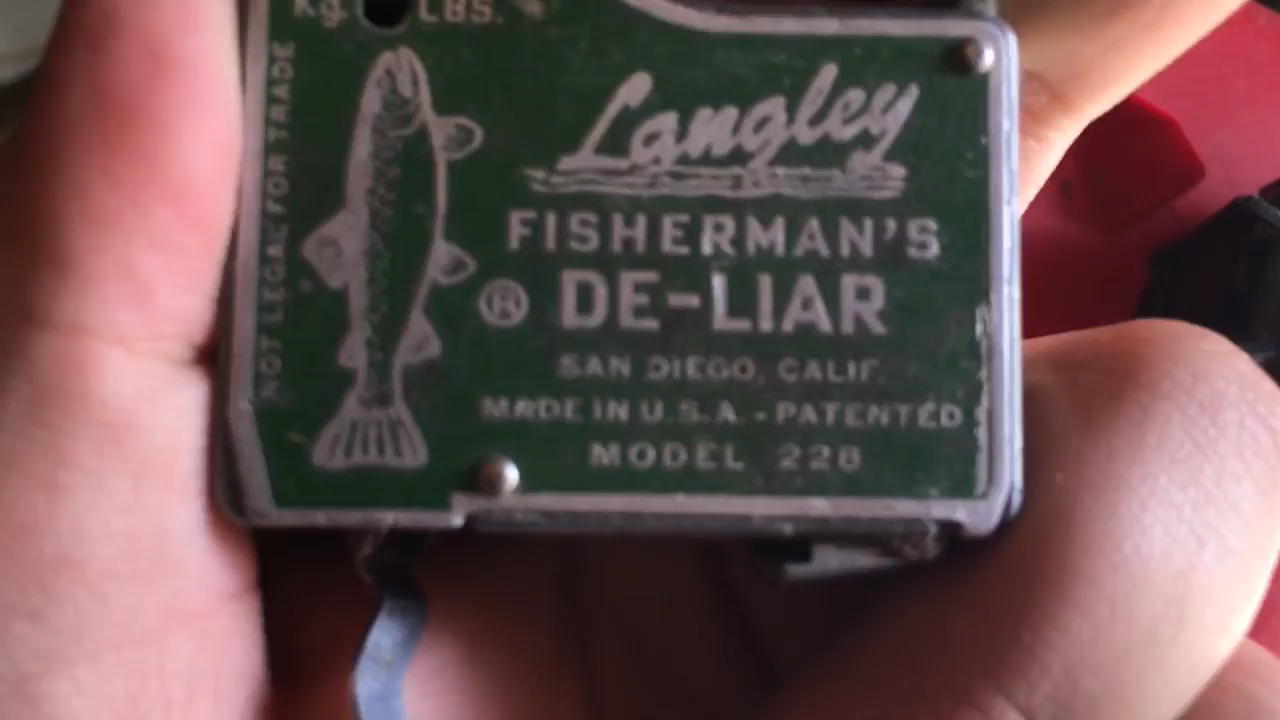 Kg. LBS.
NOT LEGAL FOR TRADE
Langley
FISHERMAN'S
® DE-LIAR
SAN DIEGO, CALIF.
MADE IN U.S.A. - PATENTED
MODEL 228